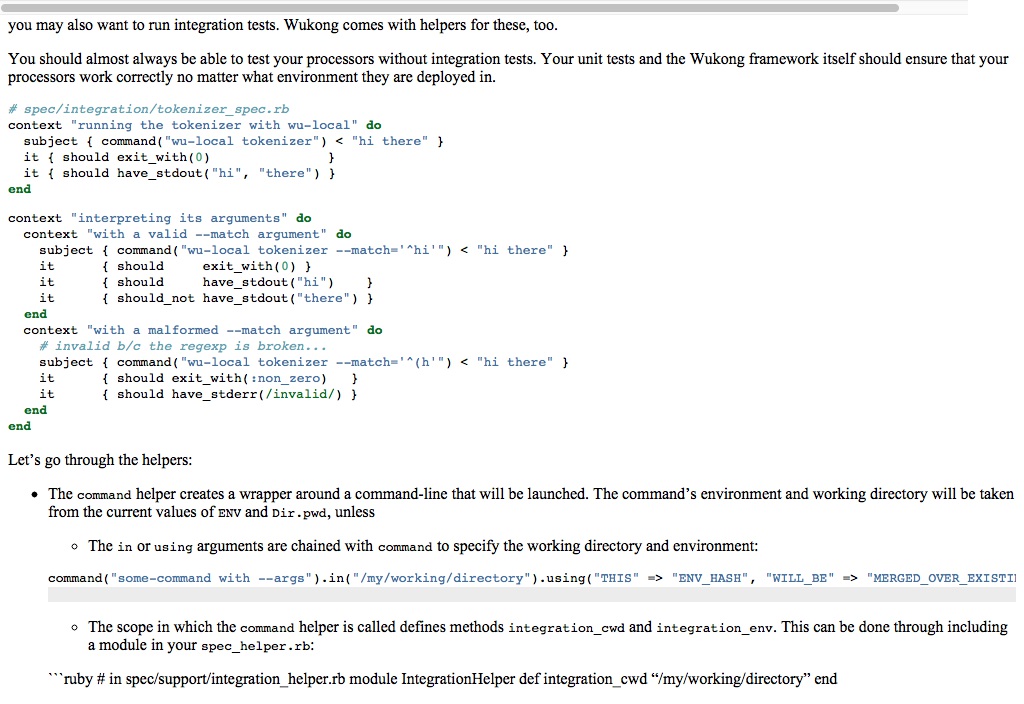 you may also want to run integration tests. Wukong comes with helpers for these, too.
You should almost always be able to test your processors without integration tests. Your unit tests and the Wukong framework itself should ensure that your
processors work correctly no matter what environment they are deployed in.
# spec/integration/tokenizer_spec.rb
context "running the tokenizer with wu-local" do
  subject { command("wu-local tokenizer") < "hi there" }
  it { should exit_with(0)               }
  it { should have_stdout("hi", "there") }
end
context "interpreting its arguments" do
  context "with a valid --match argument" do
    subject { command("wu-local tokenizer --match='^hi'") < "hi there" }
    it      { should     exit_with(0) }
    it      { should     have_stdout("hi")    }
    it      { should_not have_stdout("there") }
  end
  context "with a malformed --match argument" do
    # invalid b/c the regexp is broken...
    subject { command("wu-local tokenizer --match='^(h'") < "hi there" }
    it      { should exit_with(:non_zero)   }
    it      { should have_stderr(/invalid/) }
  end
end
Let’s go through the helpers:
• The command helper creates a wrapper around a command-line that will be launched. The command’s environment and working directory will be taken
from the current values of ENV and Dir.pwd, unless
◦ The in or using arguments are chained with command to specify the working directory and environment:
command("some-command with --args").in("/my/working/directory").using("THIS" => "ENV_HASH", "WILL_BE" => "MERGED_OVER_EXISTI
◦ The scope in which the command helper is called defines methods integration_cwd and integration_env. This can be done through including
a module in your spec_helper.rb:
```ruby # in spec/support/integration_helper.rb module IntegrationHelper def integration_cwd “/my/working/directory” end